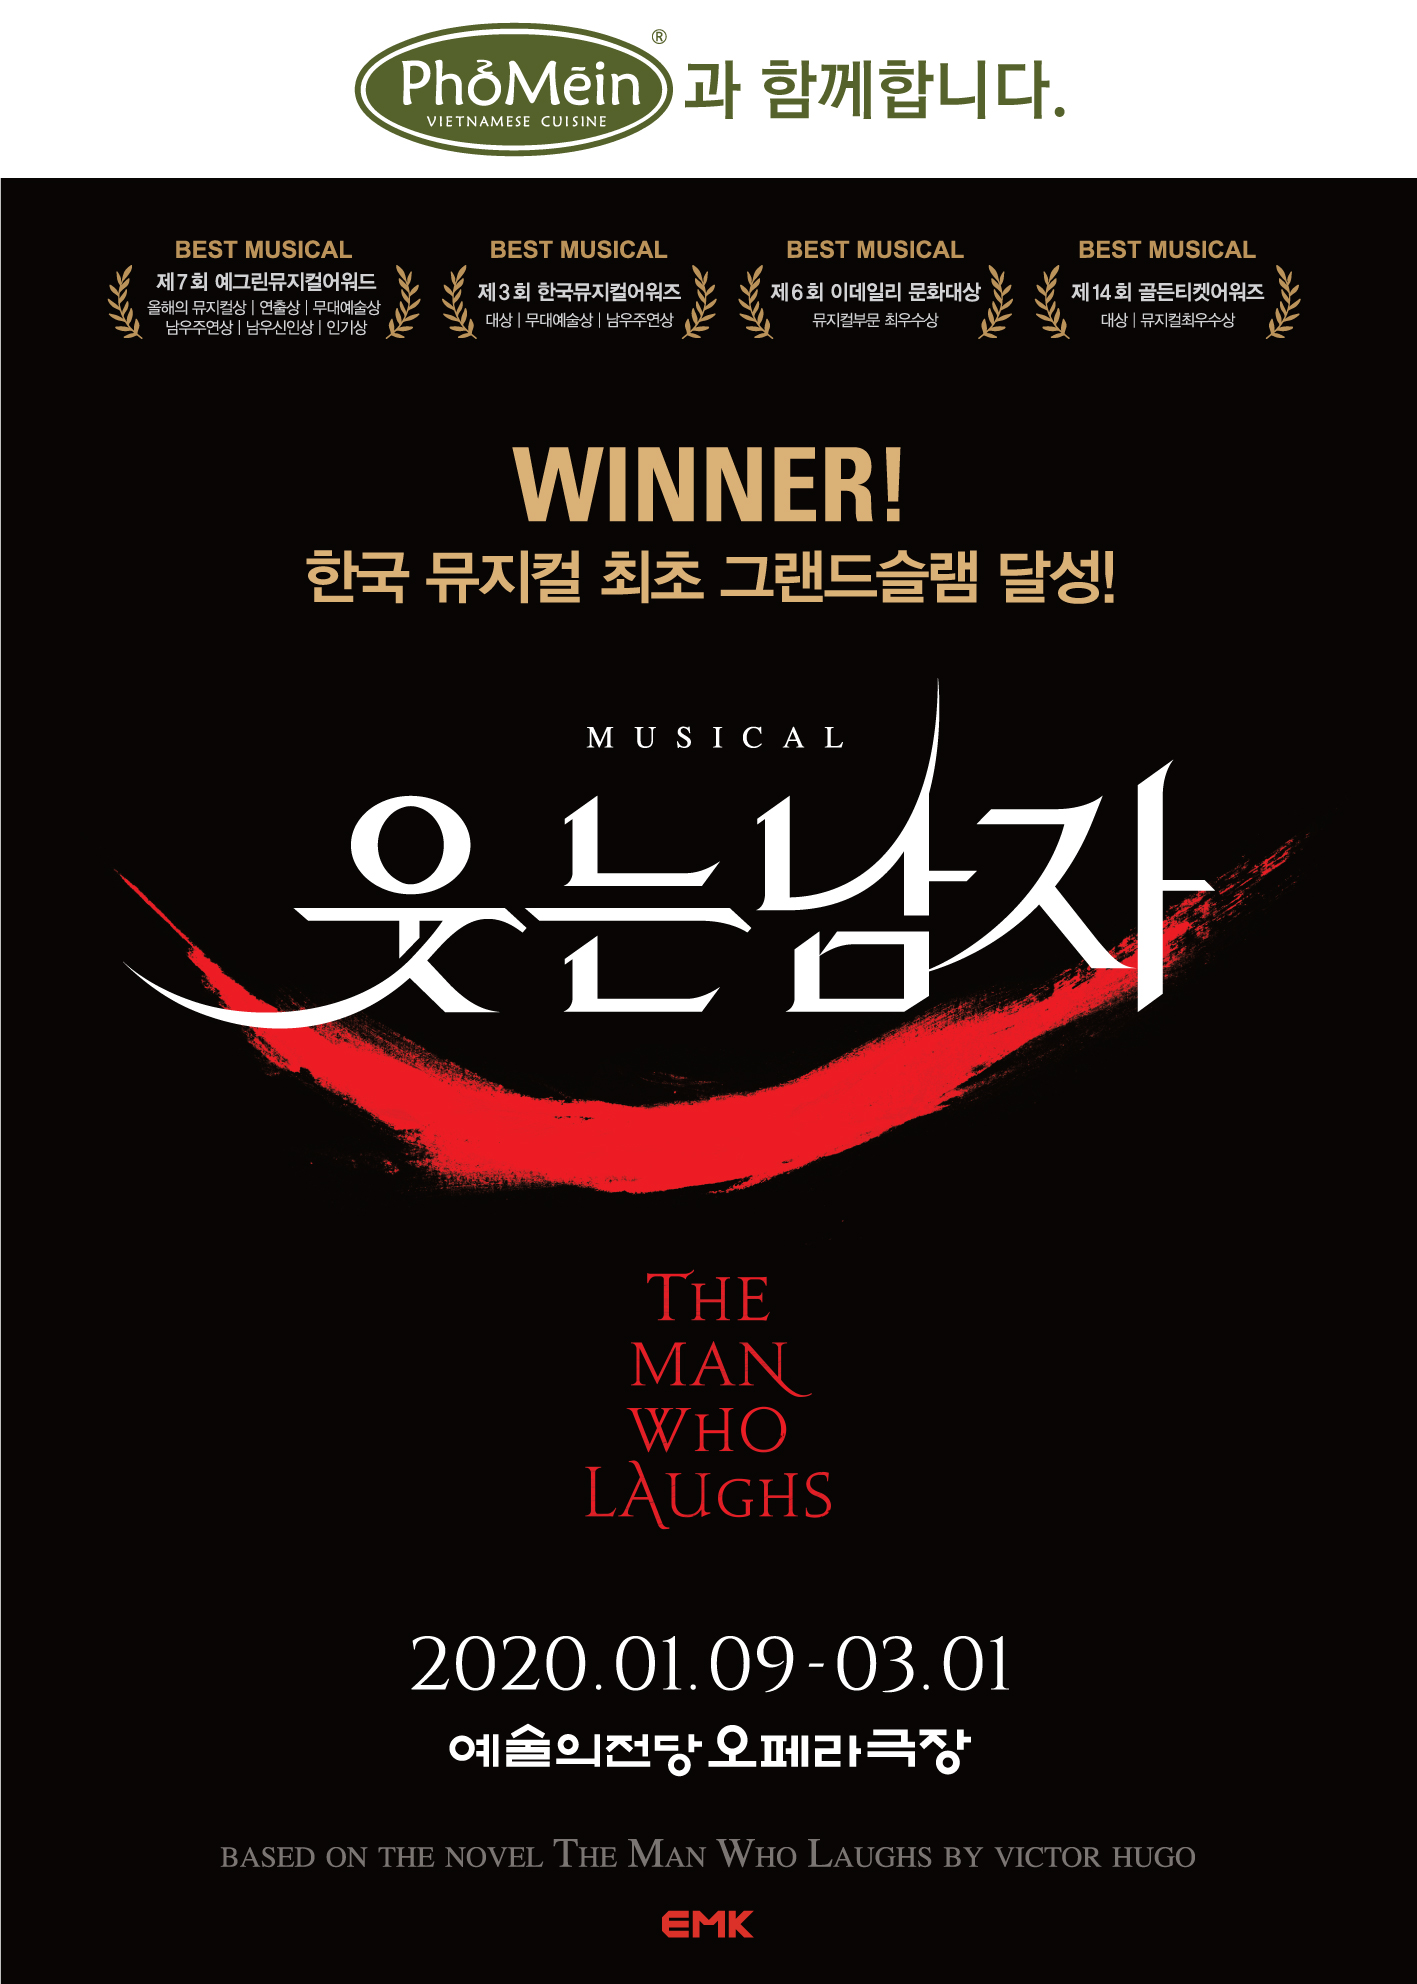 PhỏMēin® 과 함께합니다.
VIETNAMESE CUISINE
BEST MUSICAL
제7회 예그린뮤지컬어워드
올해의 뮤지컬상 | 연출상 | 무대예술상
남우주연상 | 남우신인상 | 인기상
BEST MUSICAL
제3회 한국뮤지컬어워즈
대상 | 무대예술상 | 남우주연상
BEST MUSICAL
제6회 이데일리 문화대상
뮤지컬부문 최우수상
BEST MUSICAL
제14회 골든티켓어워즈
대상 | 뮤지컬최우수상
WINNER!
한국 뮤지컬 최초 그랜드슬램 달성!
MUSICAL
웃는남자
THE
MAN
WHO
LAUGHS
2020.01.09-03.01
예술의전당 오페라극장
BASED ON THE NOVEL THE MAN WHO LAUGHS BY VICTOR HUGO
EMK